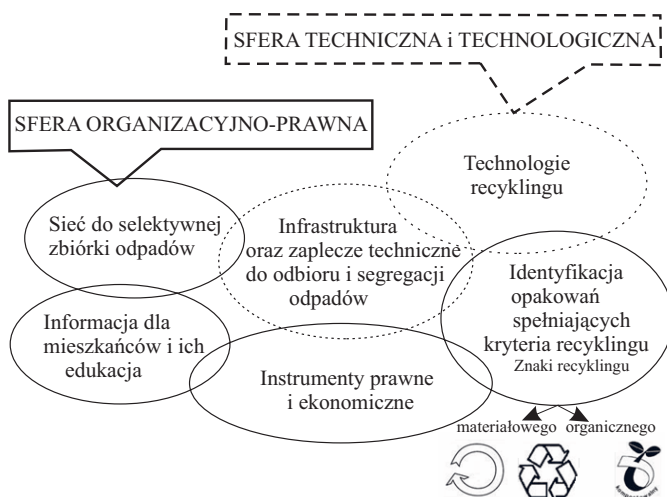 SFERA TECHNICZNA i TECHNOLOGICZNA
SFERA ORGANIZACYJNO-PRAWNA
Technologie
recyklingu
Sieć do selektywnej
zbiórki odpadów
Infrastruktura
oraz zaplecze techniczne
do odbioru i segregacji
odpadów
Identyfikacja
opakowań
spełniających
kryteria recyklingu
Znaki recyklingu
Informacja dla
mieszkańców i ich
edukacja
Instrumenty prawne
i ekonomiczne
materiałowego organicznego